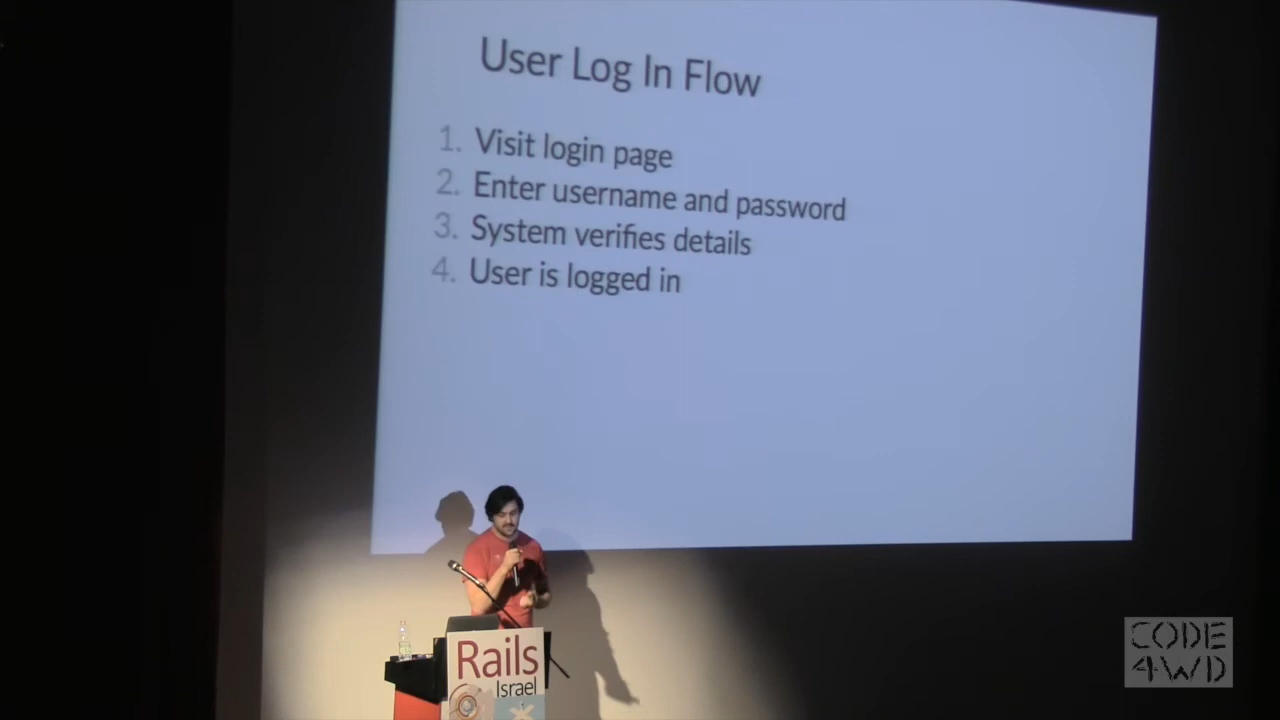 User Log In Flow
1. Visit login page
2. Enter username and password
3. System verifies details
4. User is logged in
Rails
Israel
CODE
4WD